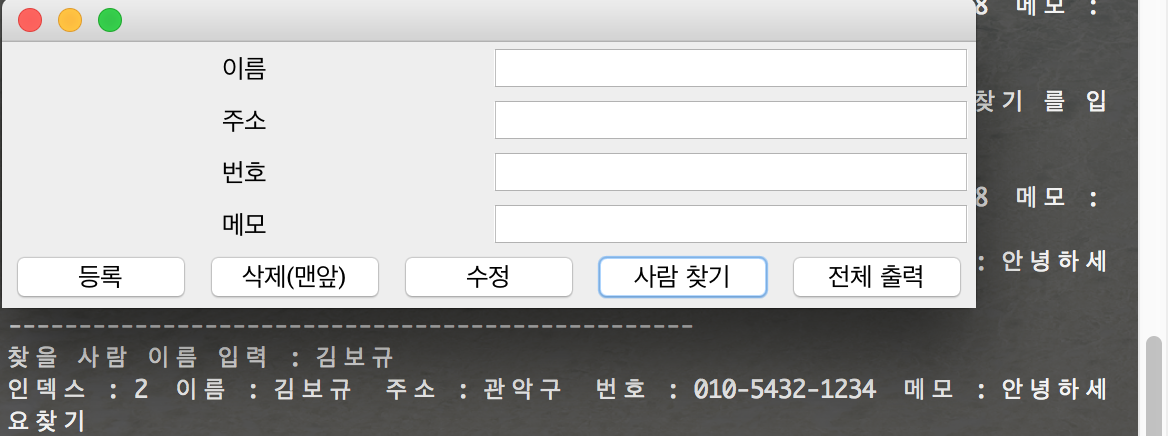 8 메모 :
이름
찾기 를 입
주소
번호
8 메모 :
메모
: 안녕하세
등록 삭제(맨앞) 수정 사람 찾기 전체 출력
-------------------------------------------------
찾을 사람 이름 입력 : 김보규
인덱스 : 2 이름 : 김보규 주소 : 관악구 번호 : 010-5432-1234 메모 : 안녕하세
요찾기